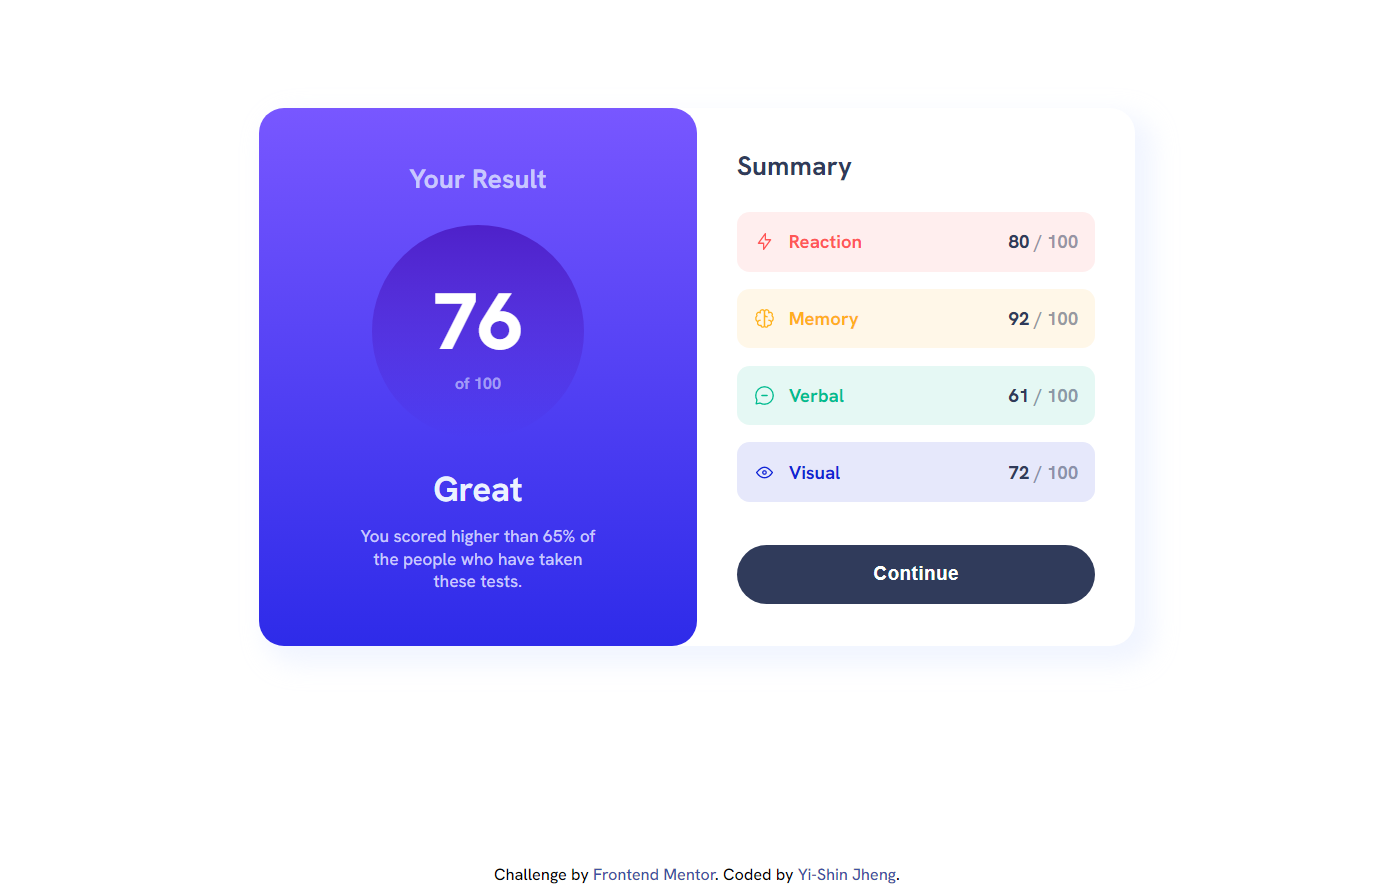 Your Result
76
of 100
Great
You scored higher than 65% of
the people who have taken
these tests.
Summary
Reaction 80 / 100
Memory 92 / 100
Verbal 61 / 100
Visual 72 / 100
Continue
Challenge by Frontend Mentor. Coded by Yi-Shin Jheng.